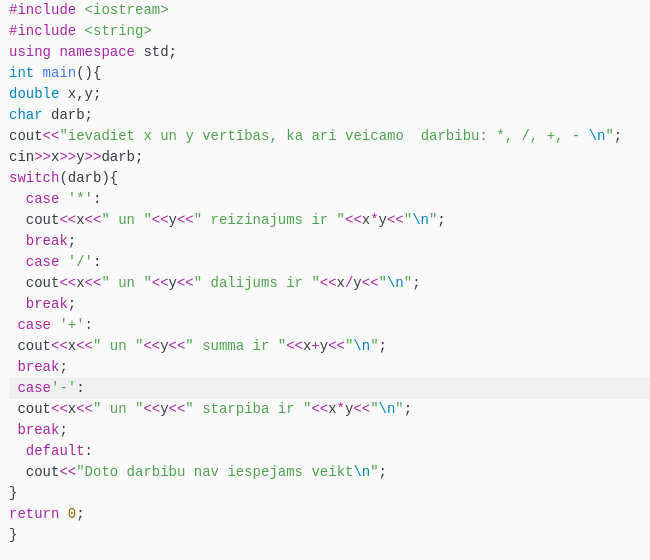 #include <iostream>
#include <string>
using namespace std;
int main(){
double x,y;
char darb;
cout<<"ievadiet x un y vertības, ka ari veicamo  darbibu: *, /, +, - \n";
cin>>x>>y>>darb;
switch(darb){
  case '*':
  cout<<x<<" un "<<y<<" reizinajums ir "<<x*y<<"\n";
  break;
  case '/':
  cout<<x<<" un "<<y<<" dalijums ir "<<x/y<<"\n";
  break;
 case '+':
 cout<<x<<" un "<<y<<" summa ir "<<x+y<<"\n";
 break;
 case'-':
 cout<<x<<" un "<<y<<" starpiba ir "<<x*y<<"\n";
 break;
  default:
  cout<<"Doto darbibu nav iespejams veikt\n";
}
return 0;
}